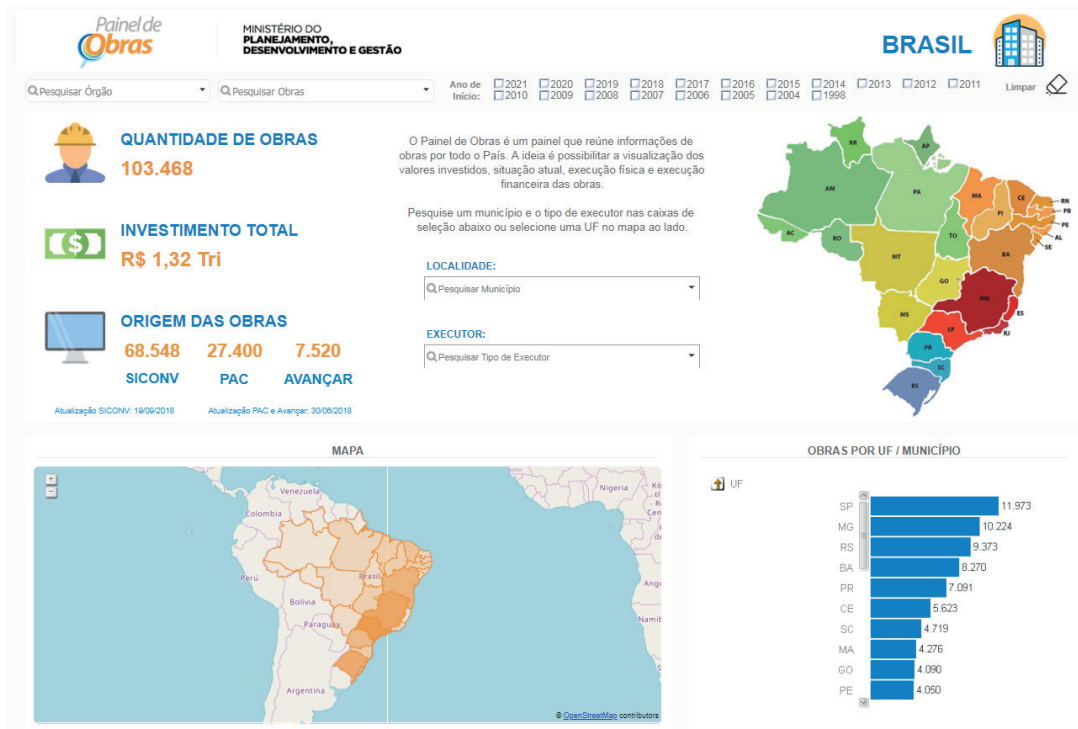 Painel de
Obras
MINISTÉRIO DO
PLANEJAMENTO,
DESENVOLVIMENTO E GESTÃO
BRASIL
Pesquisar Órgão
Pesquisar Obras
Ano de Início:
2021 2020 2019 2018 2017 2016 2015 2014 2013 2012 2011
2010 2009 2008 2007 2006 2005 2004 1998
Limpar
QUANTIDADE DE OBRAS
103.468
INVESTIMENTO TOTAL
R$ 1,32 Tri
ORIGEM DAS OBRAS
68.548 27.400 7.520
SICONV PAC AVANÇAR
Atualização SICONV: 19/09/2018 Atualização PAC e Avançar: 30/06/2018
O Painel de Obras é um painel que reúne informações de
obras por todo o País. A ideia é possibilitar a visualização dos
valores investidos, situação atual, execução física e execução
financeira das obras.
Pesquise um município e o tipo de executor nas caixas de
seleção abaixo ou selecione uma UF no mapa ao lado.
LOCALIDADE:
Pesquisar Município
EXECUTOR:
Pesquisar Tipo de Executor
RR
AP
AM
PA
MA
CE
RN
PB
PI
PE
AL
SE
AC
RO
TO
BA
MT
GO
MG
ES
MS
SP
RJ
PR
SC
RS
MAPA
+
−
Venezuela
Colombia
Nigeria
Perú
Brasil
Bolivia
Paraguay
Argentina
Ango
Namib
© OpenStreetMap contributors
OBRAS POR UF / MUNICÍPIO
UF
SP 11.973
MG 10.224
RS 9.373
BA 8.270
PR 7.091
CE 5.623
SC 4.719
MA 4.276
GO 4.090
PE 4.050